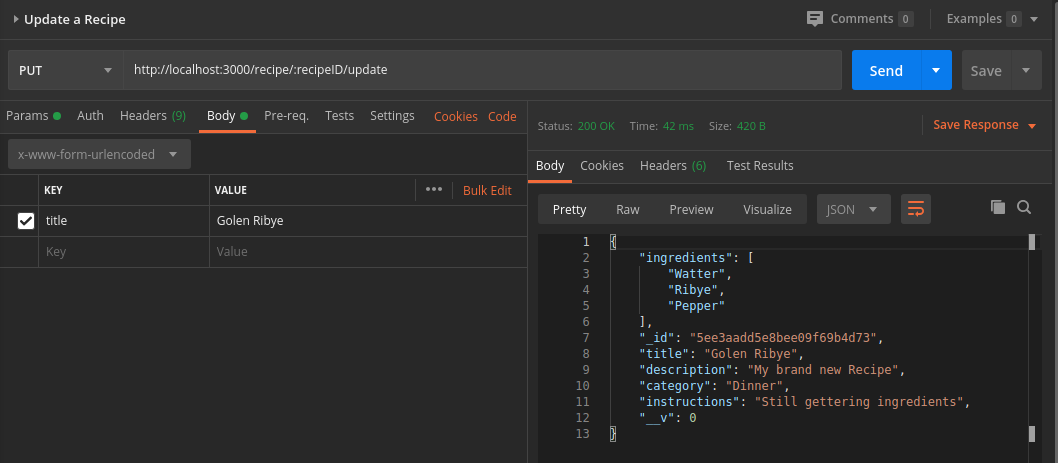 Update a Recipe Comments 0 Examples 0
PUT http://localhost:3000/recipe/:recipeID/update Send Save
Params Auth Headers (9) Body Pre-req. Tests Settings Cookies Code
x-www-form-urlencoded
KEY VALUE ••• Bulk Edit
title Golen Ribye
Key Value
Status: 200 OK Time: 42 ms Size: 420 B Save Response
Body Cookies Headers (6) Test Results
Pretty Raw Preview Visualize JSON
1 {
2 "ingredients": [
3 "Watter",
4 "Ribye",
5 "Pepper"
6 ],
7 "_id": "5ee3aadd5e8bee09f69b4d73",
8 "title": "Golen Ribye",
9 "description": "My brand new Recipe",
10 "category": "Dinner",
11 "instructions": "Still gettering ingredients",
12 "__v": 0
13 }